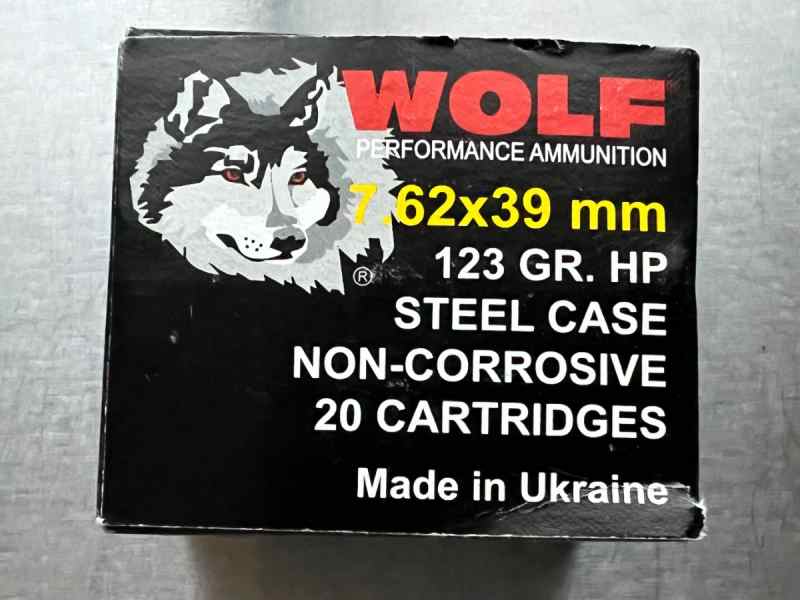 WOLF
PERFORMANCE AMMUNITION
7.62x39 mm
®
123 GR. HP
STEEL CASE
NON-CORROSIVE
20 CARTRIDGES
Made in Ukraine